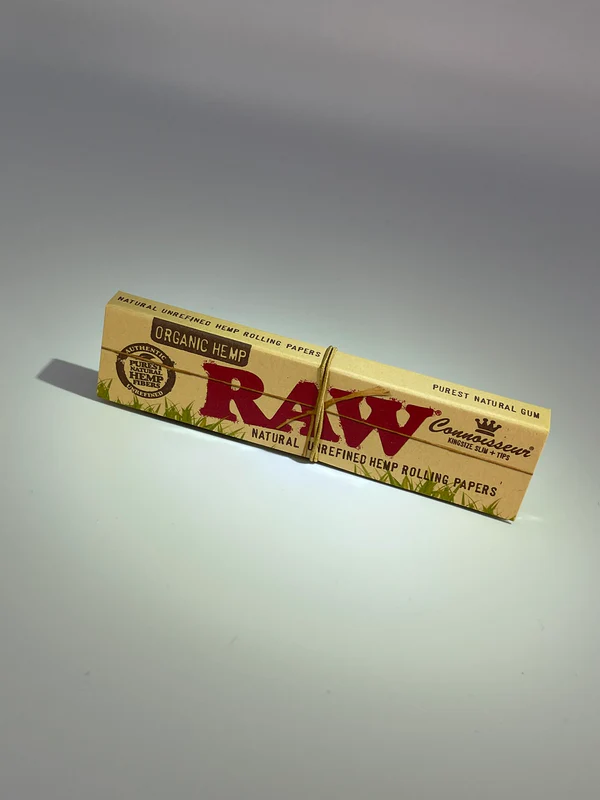 NATURAL UNREFINED HEMP ROLLING PAPERS
PUREST NATURAL GUM
ORGANIC HEMP
AUTHENTIC
PUREST
NATURAL
HEMP
FIBERS
UNREFINED
RAW®
Connoisseur®
KINGSIZE SLIM + TIPS
NATURAL UNREFINED HEMP ROLLING PAPERS